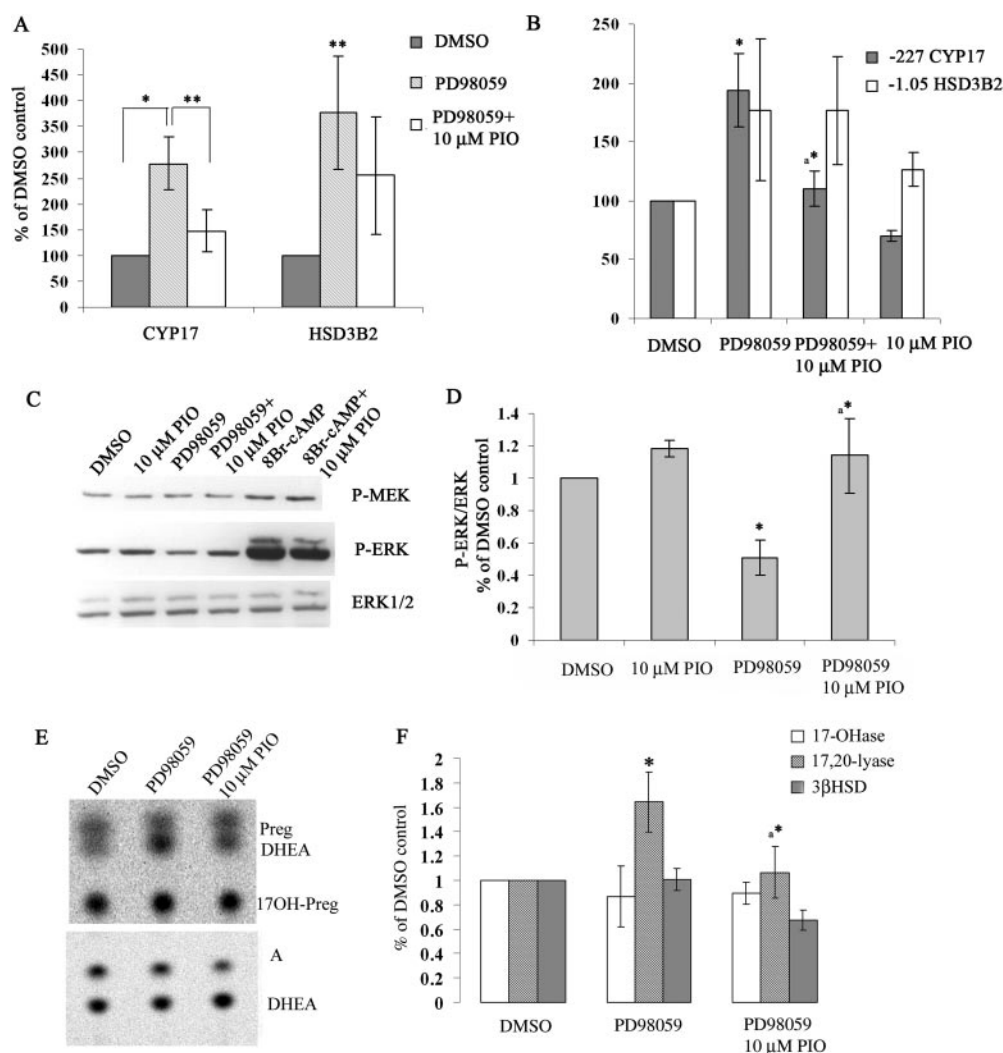 A
% of DMSO control
500
450
400
350
300
250
200
150
100
50
0
*
**
**
CYP17
HSD3B2
DMSO
PD98059
PD98059+
10 µM PIO
B
250
200
150
100
50
0
*
a*
-227 CYP17
-1.05 HSD3B2
DMSO
PD98059
PD98059+
10 µM PIO
10 µM PIO
C
DMSO
10 µM PIO
PD98059
PD98059+
10 µM PIO
8Br-cAMP
8Br-cAMP+
10 µM PIO
P-MEK
P-ERK
ERK1/2
D
P-ERK/ERK
% of DMSO control
1.4
1.2
1
0.8
0.6
0.4
0.2
0
*
a*
DMSO
10 µM PIO
PD98059
PD98059
10 µM PIO
E
DMSO
PD98059
PD98059
10 µM PIO
Preg
DHEA
17OH-Preg
A
DHEA
F
% of DMSO control
2
1.8
1.6
1.4
1.2
1
0.8
0.6
0.4
0.2
0
*
a*
17-OHase
17,20-lyase
3βHSD
DMSO
PD98059
PD98059
10 µM PIO